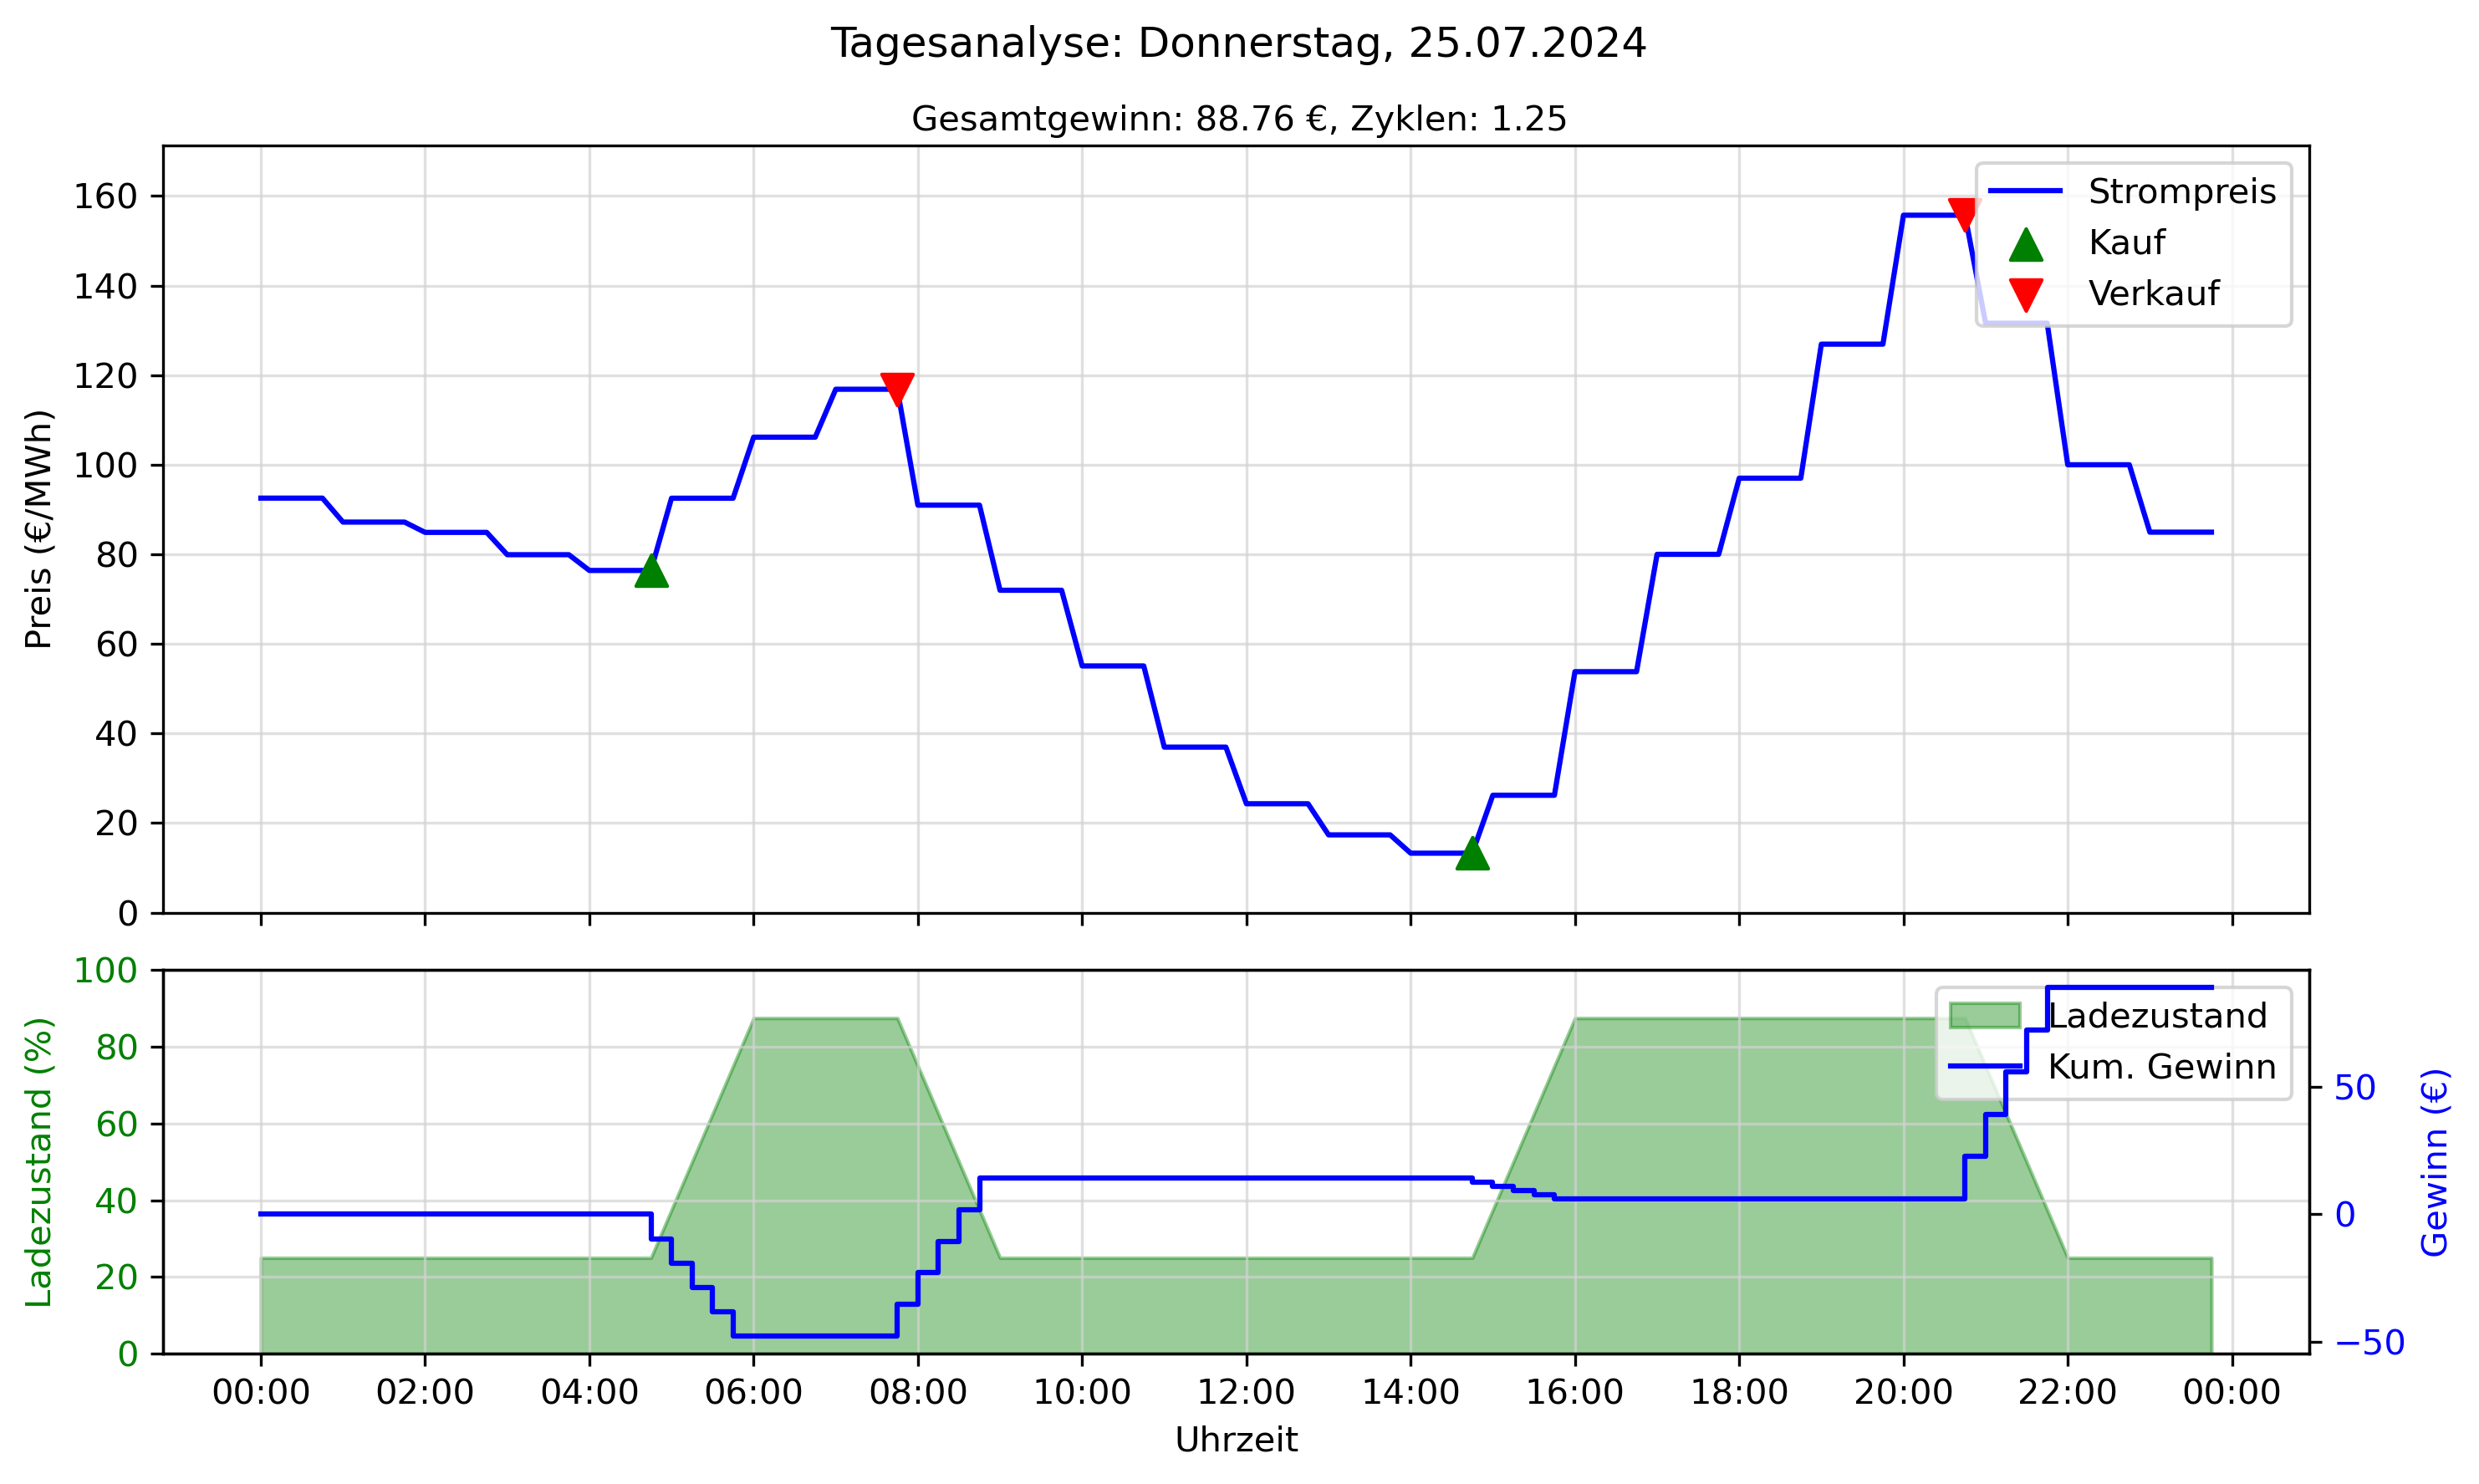 Tagesanalyse: Donnerstag, 25.07.2024
Gesamtgewinn: 88.76 €, Zyklen: 1.25
Preis (€/MWh)
160
140
120
100
80
60
40
20
0
Strompreis
Kauf
Verkauf
Ladezustand (%)
100
80
60
40
20
0
Ladezustand
Kum. Gewinn
50
0
−50
Gewinn (€)
00:00 02:00 04:00 06:00 08:00 10:00 12:00 14:00 16:00 18:00 20:00 22:00 00:00
Uhrzeit